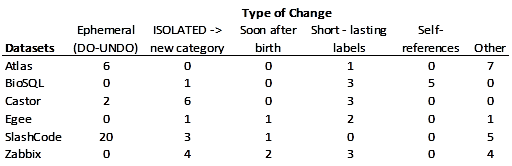 Type of Change
Ephemeral ISOLATED -> Soon after Short - lasting Self-
Datasets (DO-UNDO) new category birth labels references Other
Atlas 6 0 0 1 0 7
BioSQL 0 1 0 3 5 0
Castor 2 6 0 3 0 0
Egee 0 1 1 2 0 1
SlashCode 20 3 1 0 0 5
Zabbix 0 4 2 3 0 4